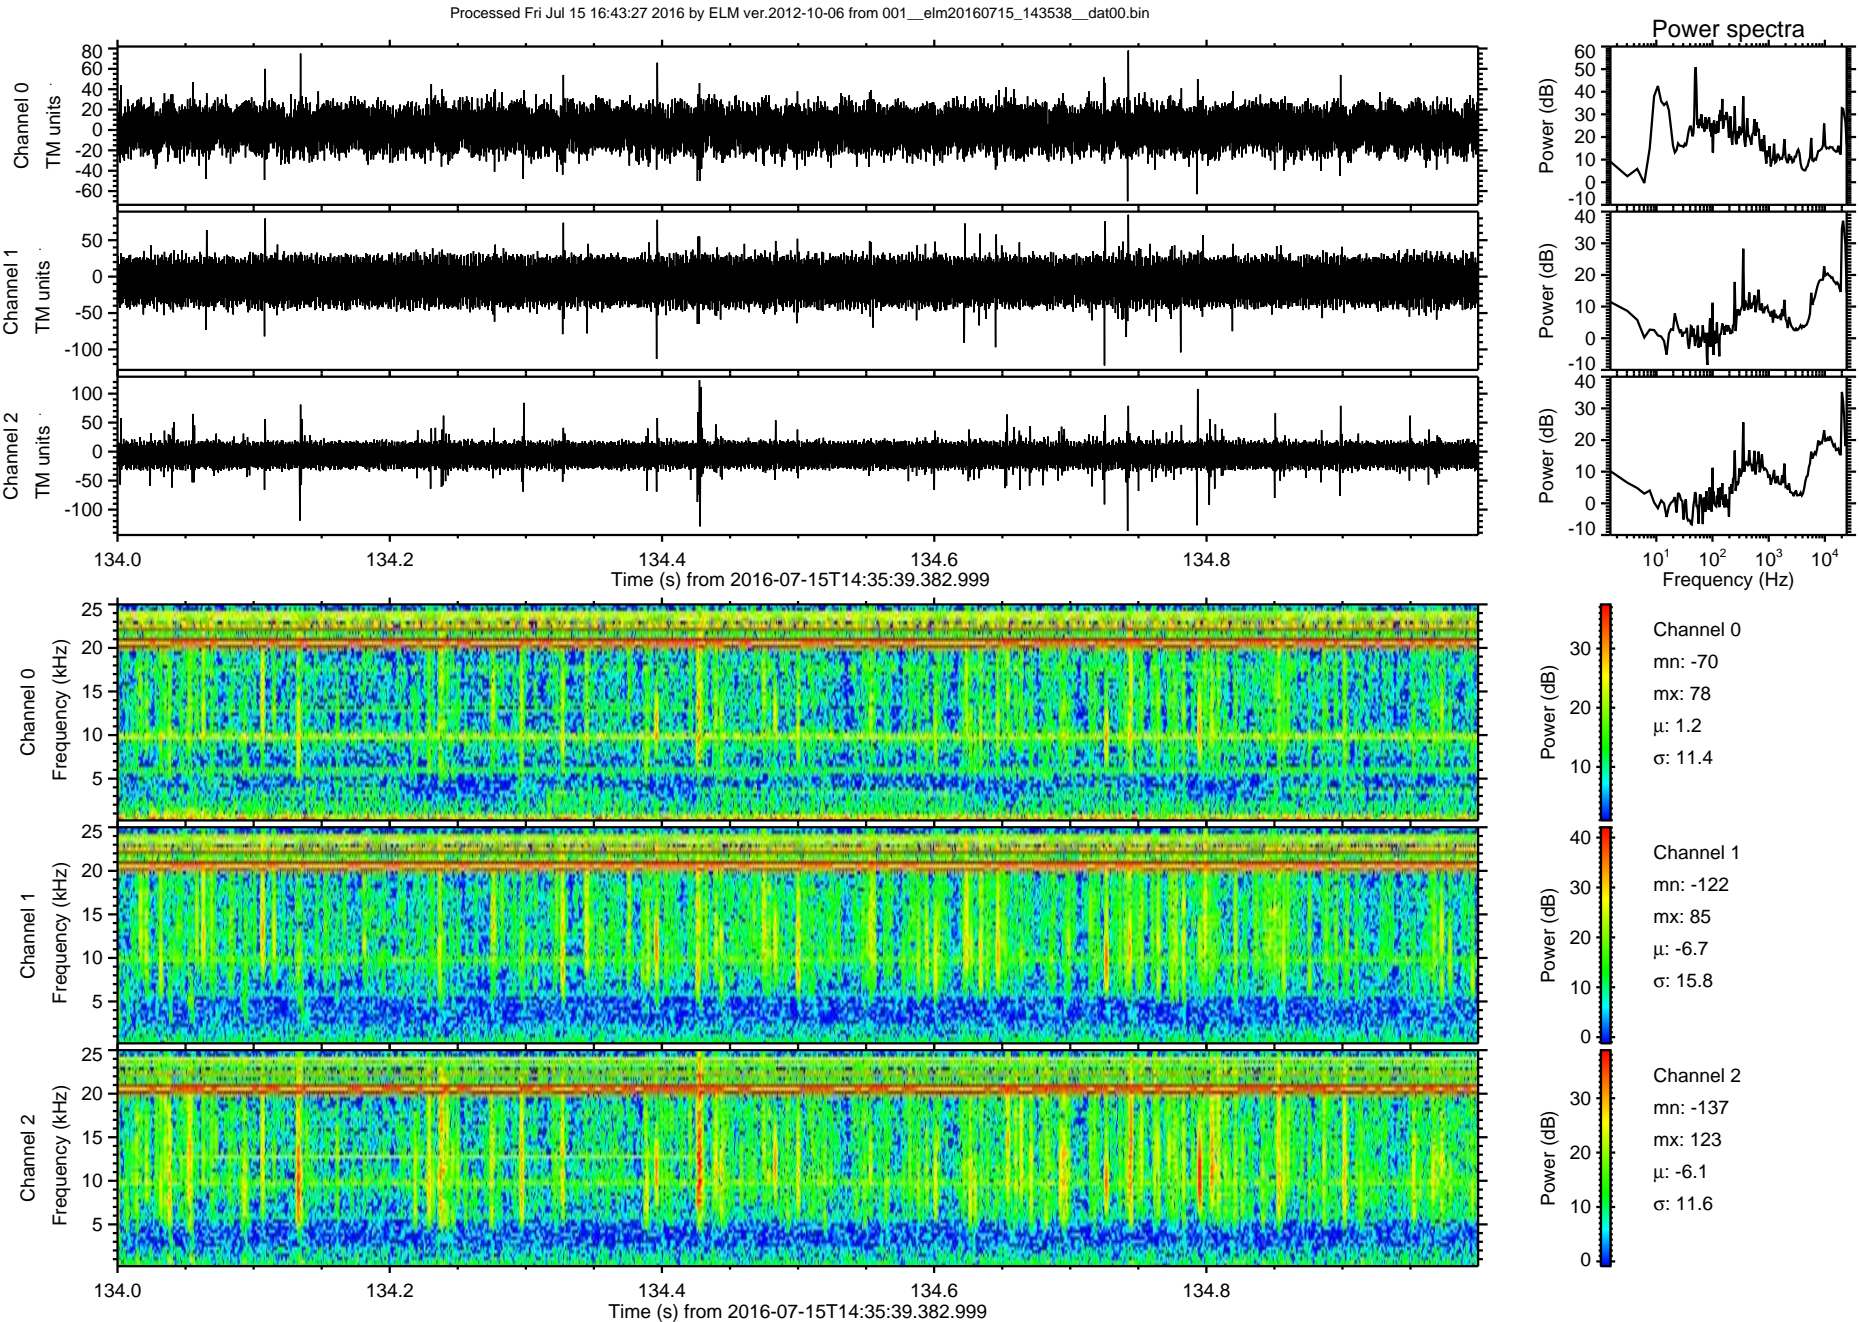 Processed Fri Jul 15 16:43:27 2016 by ELM ver.2012-10-06 from 001__elm20160715_143538__dat00.bin
Power spectra
Channel 0
TM units
80
60
40
20
0
-20
-40
-60
Power (dB)
60
50
40
30
20
10
0
-10
Channel 1
TM units
50
0
-50
-100
Power (dB)
40
30
20
10
0
-10
Channel 2
TM units
100
50
0
-50
-100
Power (dB)
40
30
20
10
0
-10
134.0 134.2 134.4 134.6 134.8
Time (s) from 2016-07-15T14:35:39.382.999
10¹ 10² 10³ 10⁴
Frequency (Hz)
Channel 0
Frequency (kHz)
25
20
15
10
5
Power (dB)
30
20
10
Channel 0
mn: -70
mx: 78
μ: 1.2
σ: 11.4
Channel 1
Frequency (kHz)
25
20
15
10
5
Power (dB)
40
30
20
10
0
Channel 1
mn: -122
mx: 85
μ: -6.7
σ: 15.8
Channel 2
Frequency (kHz)
25
20
15
10
5
Power (dB)
30
20
10
0
Channel 2
mn: -137
mx: 123
μ: -6.1
σ: 11.6
134.0 134.2 134.4 134.6 134.8
Time (s) from 2016-07-15T14:35:39.382.999